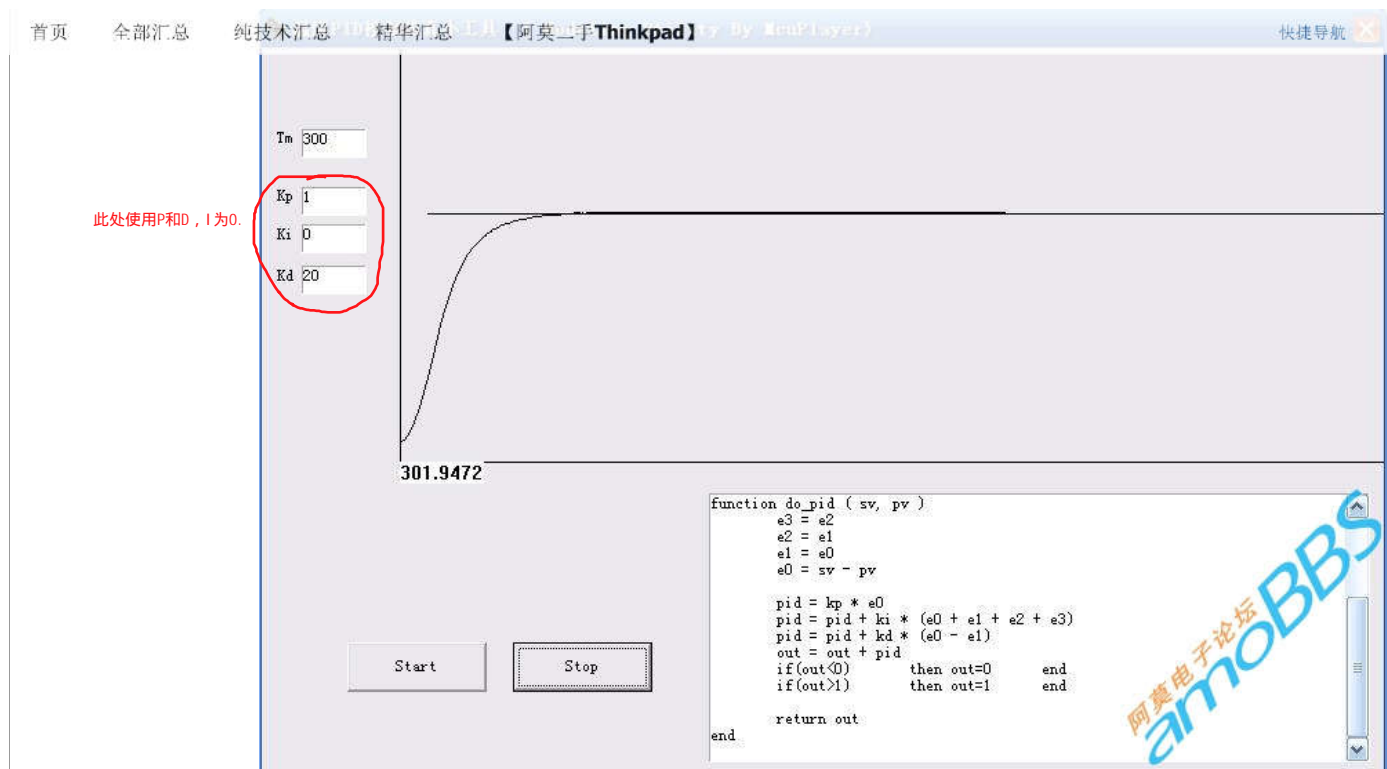 首页 全部汇总 纯技术汇总 精华汇总 【阿莫二手Thinkpad】 快捷导航
Tm 300
Kp 1
此处使用P和D，I为0.
Ki 0
Kd 20
301.9472
function do_pid ( sv, pv )
e3 = e2
e2 = e1
e1 = e0
e0 = sv - pv
pid = kp * e0
pid = pid + ki * (e0 + e1 + e2 + e3)
pid = pid + kd * (e0 - e1)
out = out + pid
if(out<0) then out=0 end
if(out>1) then out=1 end
return out
end
Start Stop
阿莫电子论坛
amoBBS